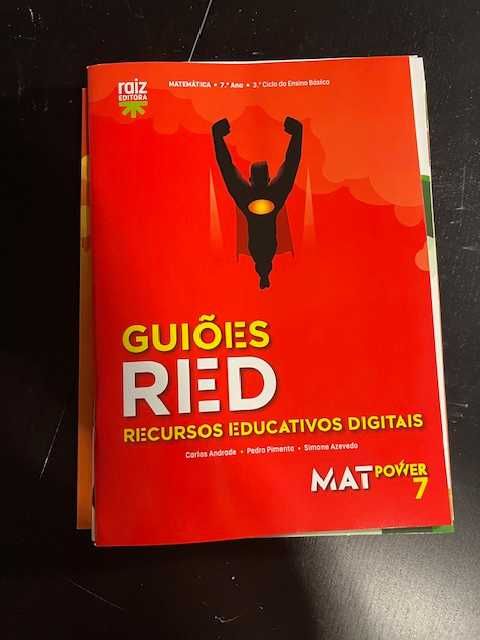 raiz
EDITORA
MATEMÁTICA • 7.º Ano • 3.º Ciclo do Ensino Básico
GUIÕES
RED
RECURSOS EDUCATIVOS DIGITAIS
Carlos Andrade • Pedro Pimenta • Simone Azevedo
MAT POWER
7